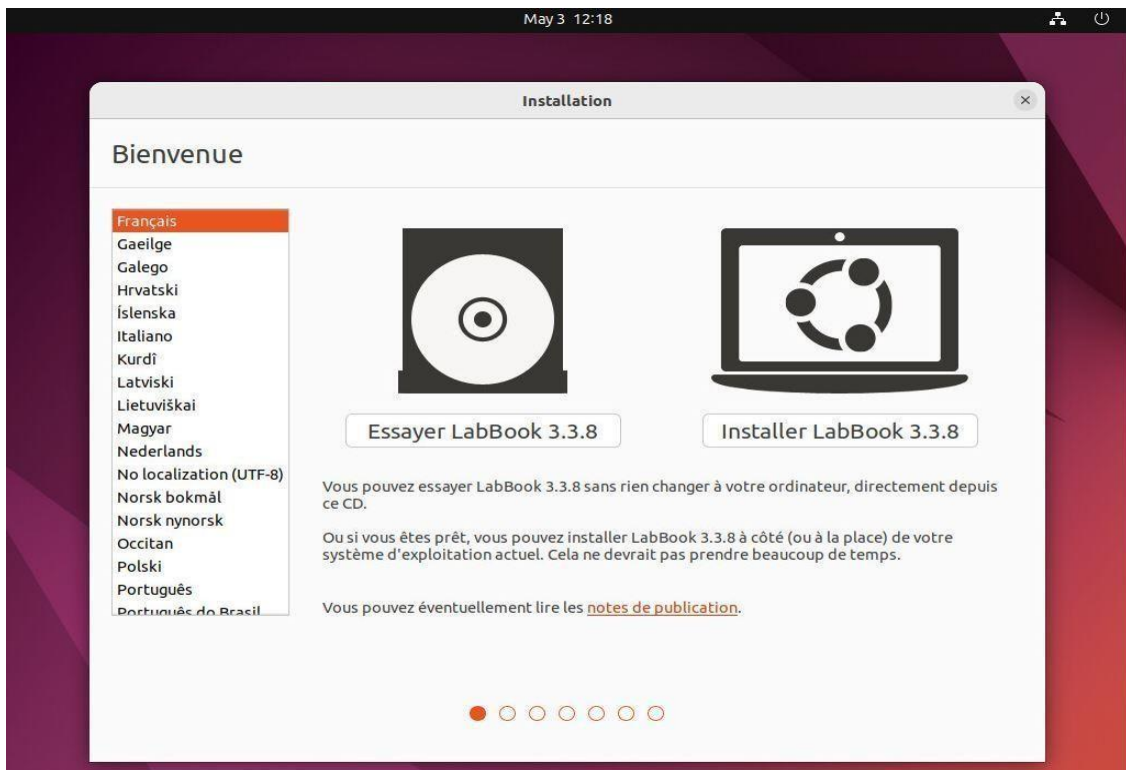 May 3 12:18
Installation
Bienvenue
Français
Gaeilge
Galego
Hrvatski
Íslenska
Italiano
Kurdî
Latviski
Lietuviškai
Magyar
Nederlands
No localization (UTF-8)
Norsk bokmål
Norsk nynorsk
Occitan
Polski
Português
Português do Brasil
Essayer LabBook 3.3.8
Installer LabBook 3.3.8
Vous pouvez essayer LabBook 3.3.8 sans rien changer à votre ordinateur, directement depuis
ce CD.
Ou si vous êtes prêt, vous pouvez installer LabBook 3.3.8 à côté (ou à la place) de votre
système d'exploitation actuel. Cela ne devrait pas prendre beaucoup de temps.
Vous pouvez éventuellement lire les notes de publication.